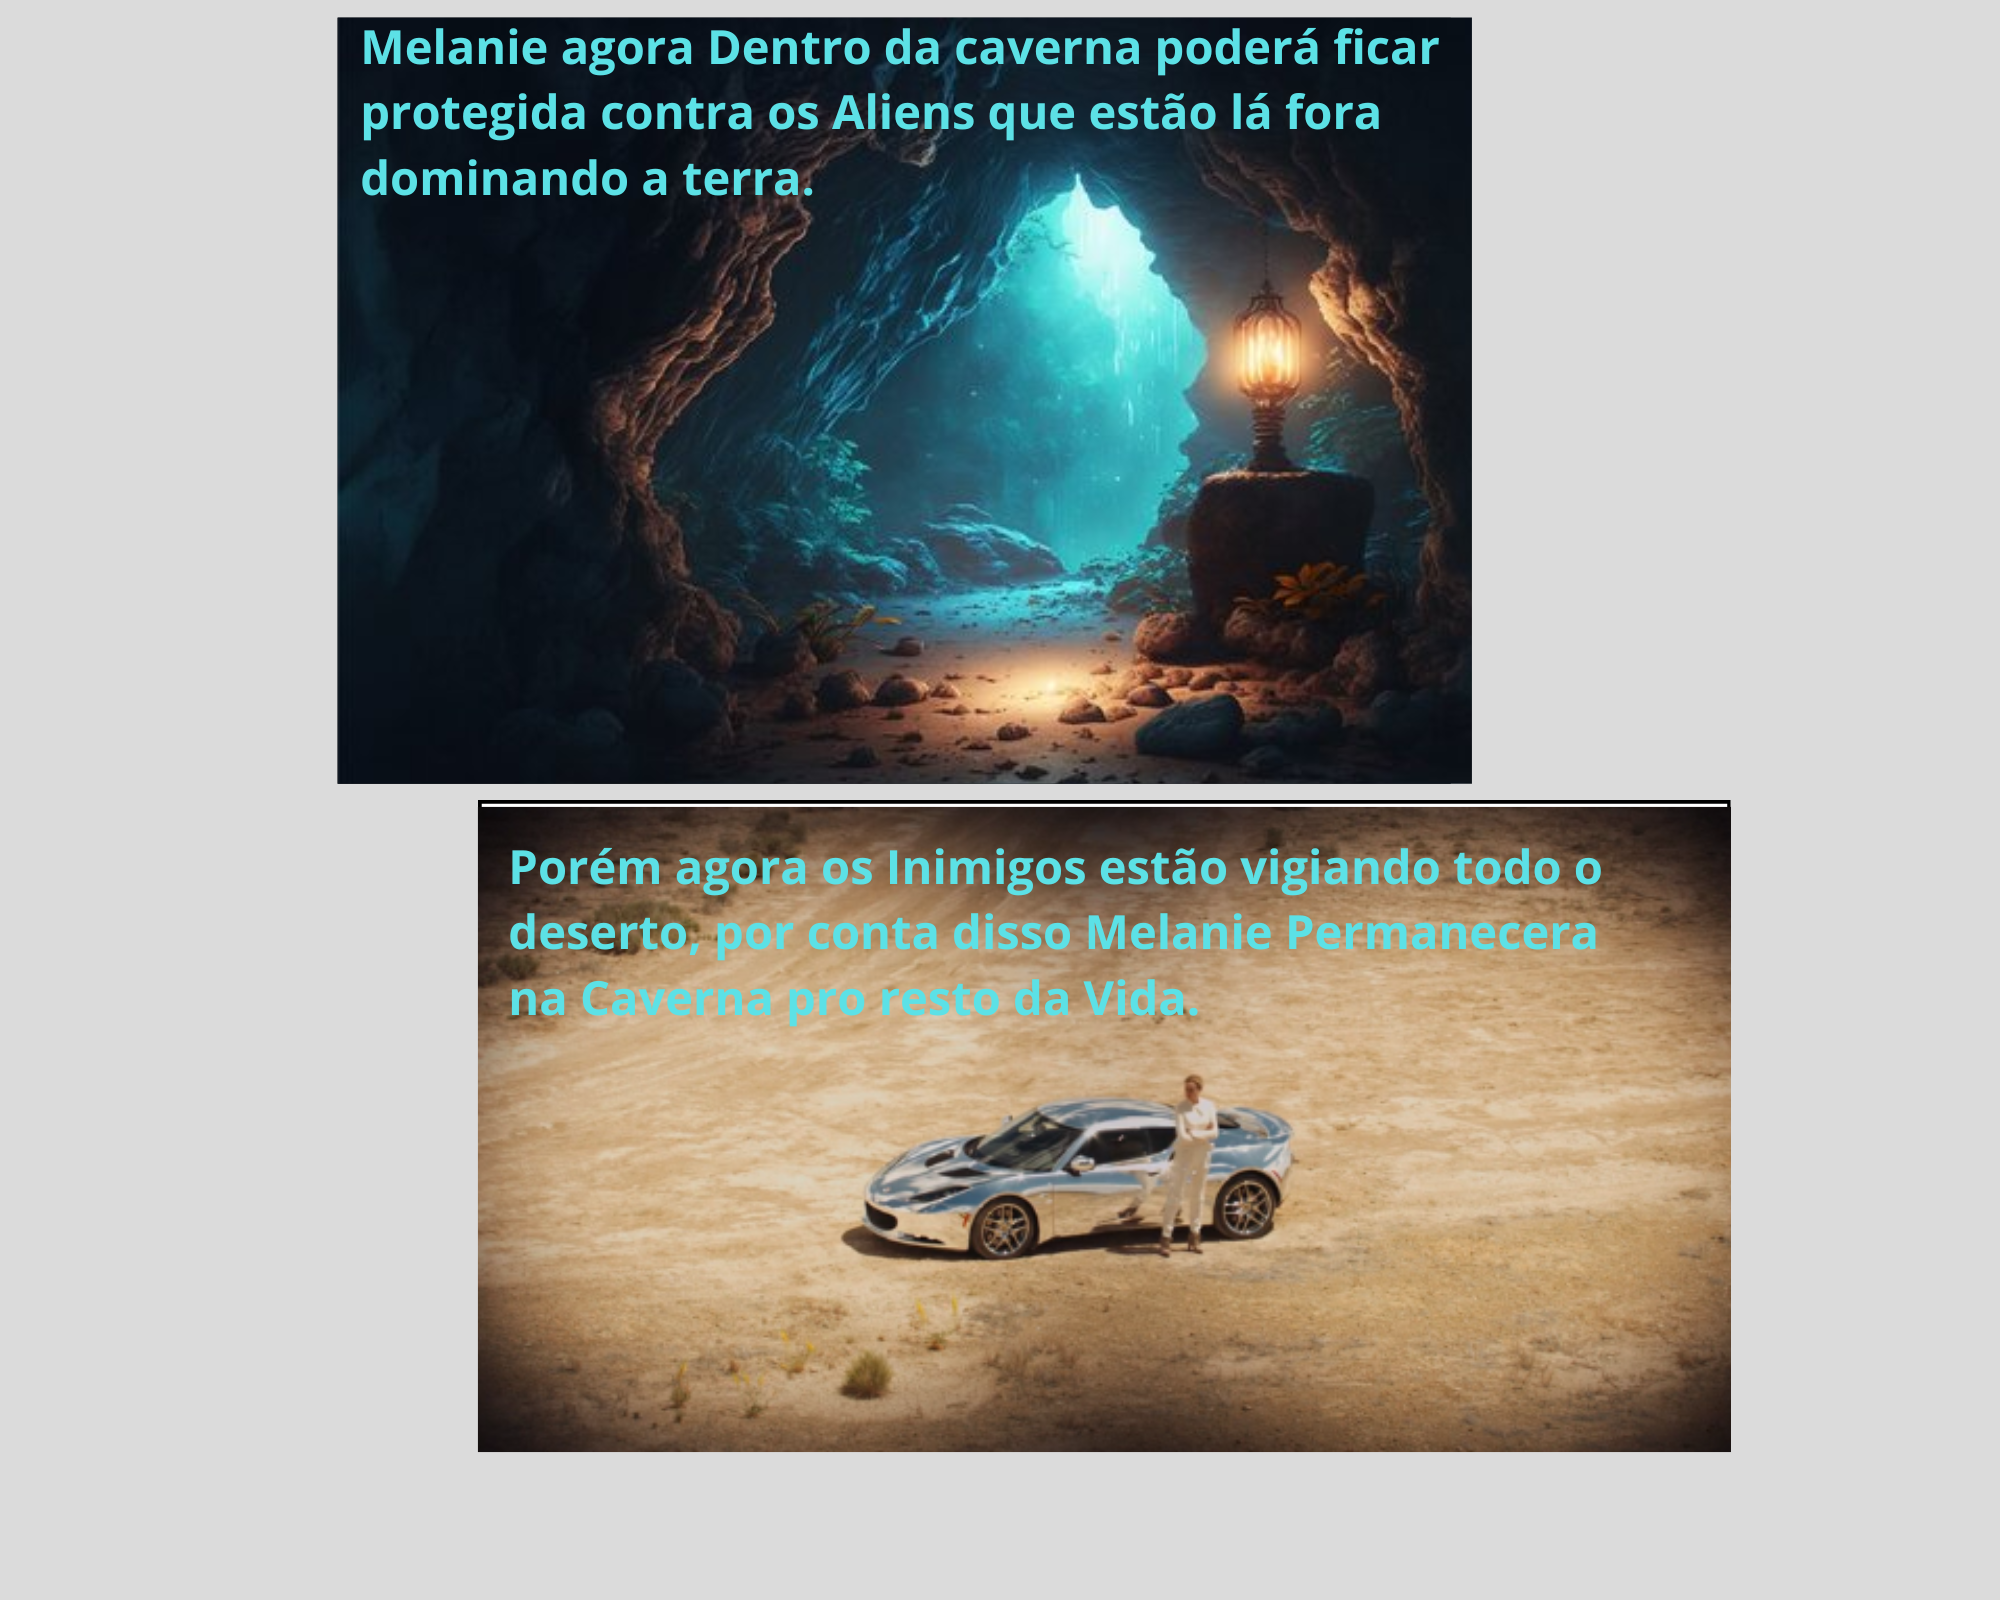 Melanie agora Dentro da caverna poderá ficar
protegida contra os Aliens que estão lá fora
dominando a terra.
Porém agora os Inimigos estão vigiando todo o
deserto, por conta disso Melanie Permanecera
na Caverna pro resto da Vida.